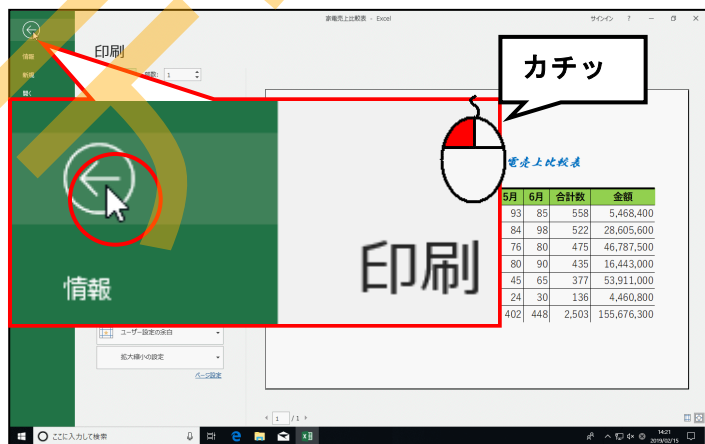 家電売上比較表 - Excel
サインイン ? － 
印刷
情報
新規
開く
部数: 1
カチッ
電売上比較表
5月 6月 合計数 金額
93 85 558 5,468,400
84 98 522 28,605,600
76 80 475 46,787,500
80 90 435 16,443,000
45 65 377 53,911,000
24 30 136 4,460,800
402 448 2,503 155,676,300
情報
印刷
ユーザー設定の余白
拡大縮小の設定
ページ設定
1 / 1
ここに入力して検索
14:21
2019/02/15